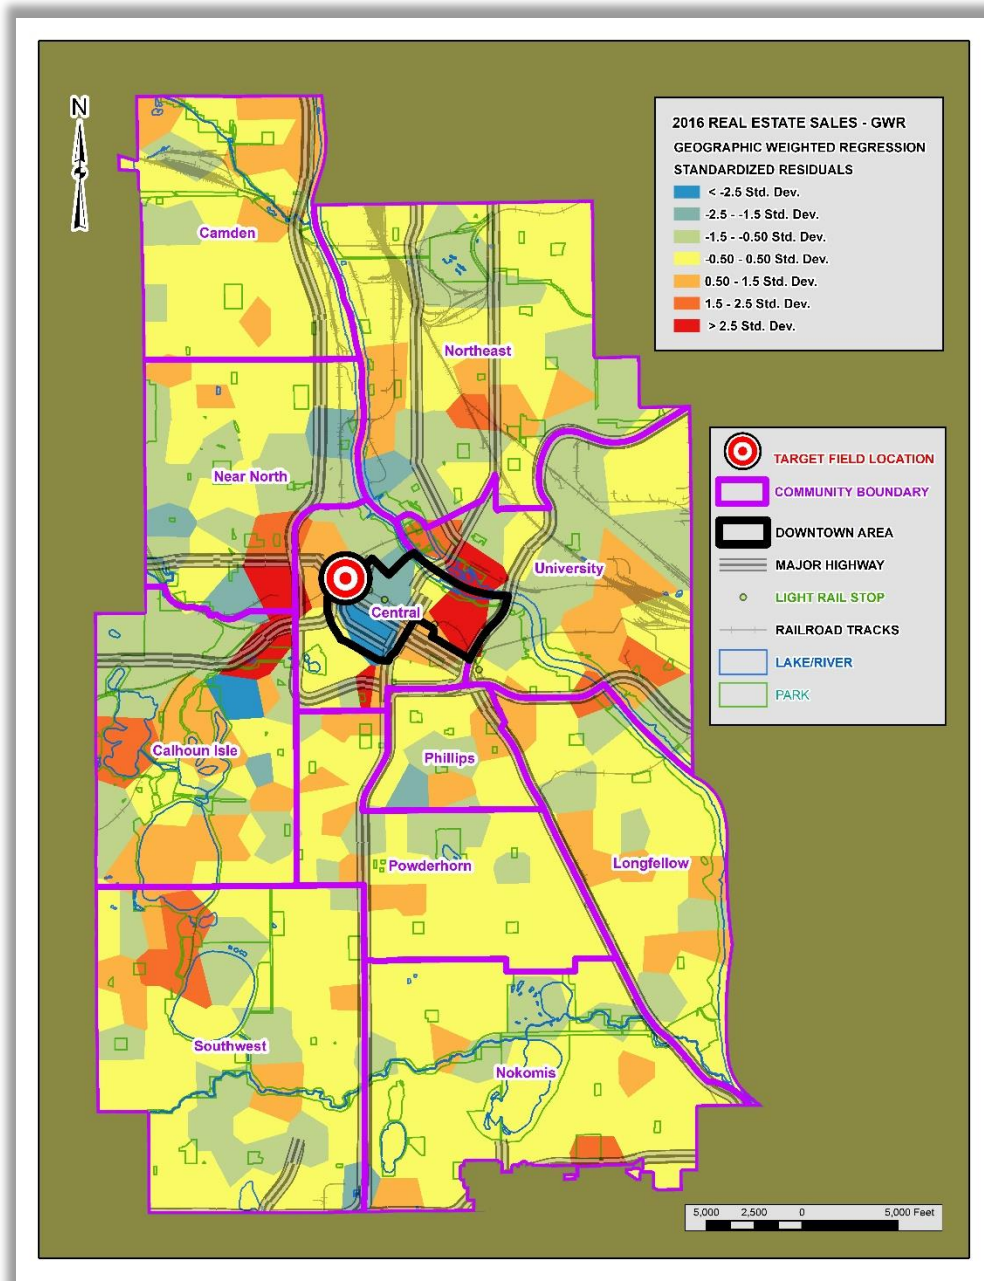 N
2016 REAL ESTATE SALES - GWR
GEOGRAPHIC WEIGHTED REGRESSION
STANDARDIZED RESIDUALS
< -2.5 Std. Dev.
-2.5 - -1.5 Std. Dev.
-1.5 - -0.50 Std. Dev.
-0.50 - 0.50 Std. Dev.
0.50 - 1.5 Std. Dev.
1.5 - 2.5 Std. Dev.
> 2.5 Std. Dev.
Camden
Northeast
Near North
TARGET FIELD LOCATION
COMMUNITY BOUNDARY
DOWNTOWN AREA
MAJOR HIGHWAY
LIGHT RAIL STOP
RAILROAD TRACKS
LAKE/RIVER
PARK
University
Central
Calhoun Isle
Phillips
Powderhorn
Longfellow
Southwest
Nokomis
5,000 2,500 0 5,000 Feet